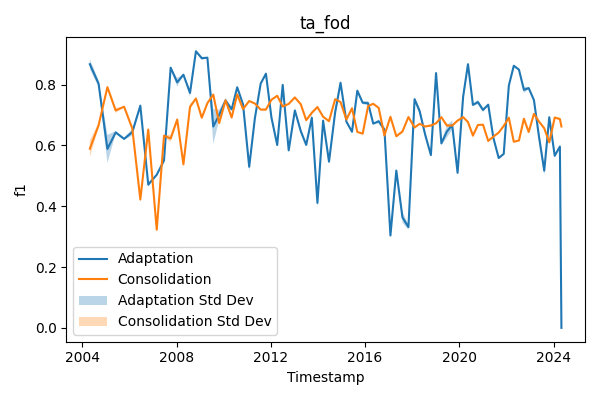 ta_fod
f1
0.8
0.6
0.4
0.2
0.0
Adaptation
Consolidation
Adaptation Std Dev
Consolidation Std Dev
2004 2008 2012 2016 2020 2024
Timestamp